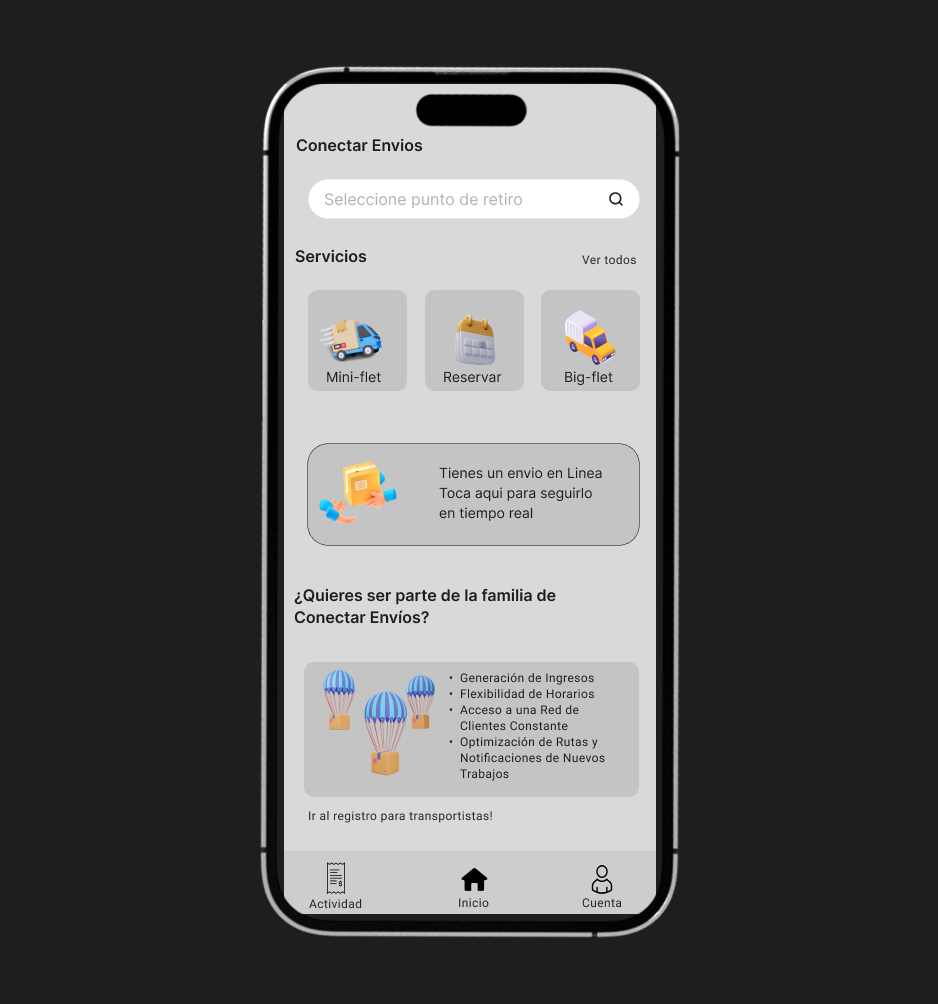 Conectar Envios
Seleccione punto de retiro
Servicios
Ver todos
Mini-flet
Reservar
Big-flet
Tienes un envio en Linea
Toca aqui para seguirlo
en tiempo real
¿Quieres ser parte de la familia de
Conectar Envíos?
• Generación de Ingresos
• Flexibilidad de Horarios
• Acceso a una Red de
Clientes Constante
• Optimización de Rutas y
Notificaciones de Nuevos
Trabajos
Ir al registro para transportistas!
Actividad
Inicio
Cuenta